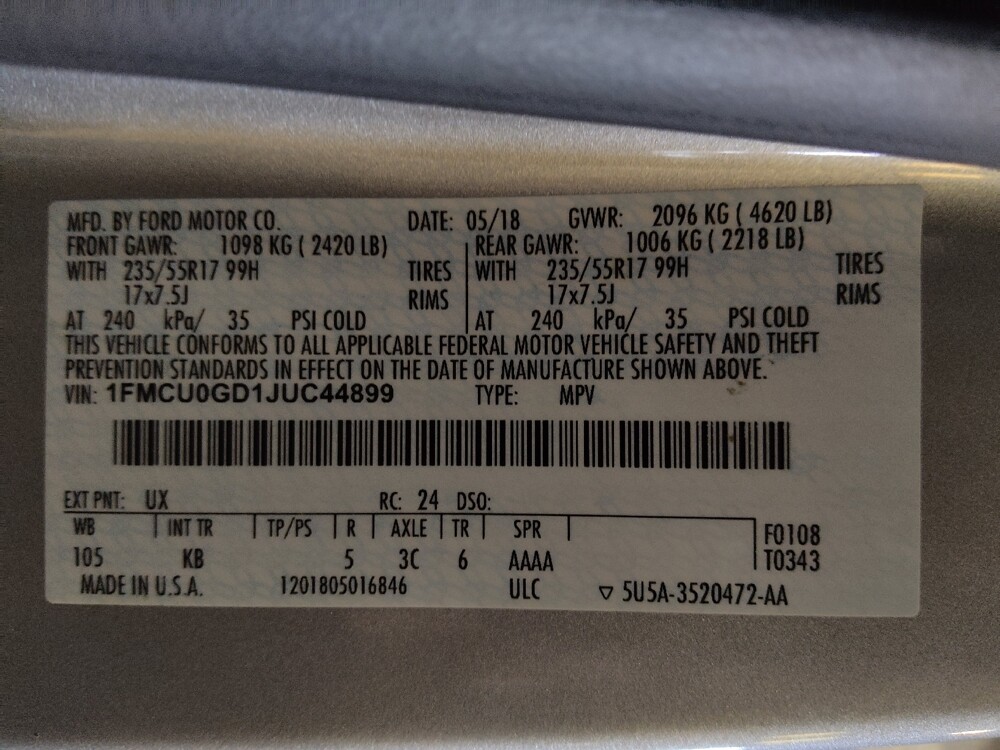 MFD. BY FORD MOTOR CO. DATE: 05/18 GVWR: 2096 KG ( 4620 LB)
FRONT GAWR: 1098 KG ( 2420 LB) REAR GAWR: 1006 KG ( 2218 LB)
WITH 235/55R17 99H TIRES WITH 235/55R17 99H TIRES
17x7.5J RIMS 17x7.5J RIMS
AT 240 kPa/ 35 PSI COLD AT 240 kPa/ 35 PSI COLD
THIS VEHICLE CONFORMS TO ALL APPLICABLE FEDERAL MOTOR VEHICLE SAFETY AND THEFT
PREVENTION STANDARDS IN EFFECT ON THE DATE OF MANUFACTURE SHOWN ABOVE.
VIN: 1FMCU0GD1JUC44899 TYPE: MPV
EXT PNT: UX RC: 24 DSO:
WB INT TR TP/PS R AXLE TR SPR F0108
105 KB 5 3C 6 AAAA T0343
MADE IN U.S.A. 1201805016846 ULC ▽ 5U5A-3520472-AA